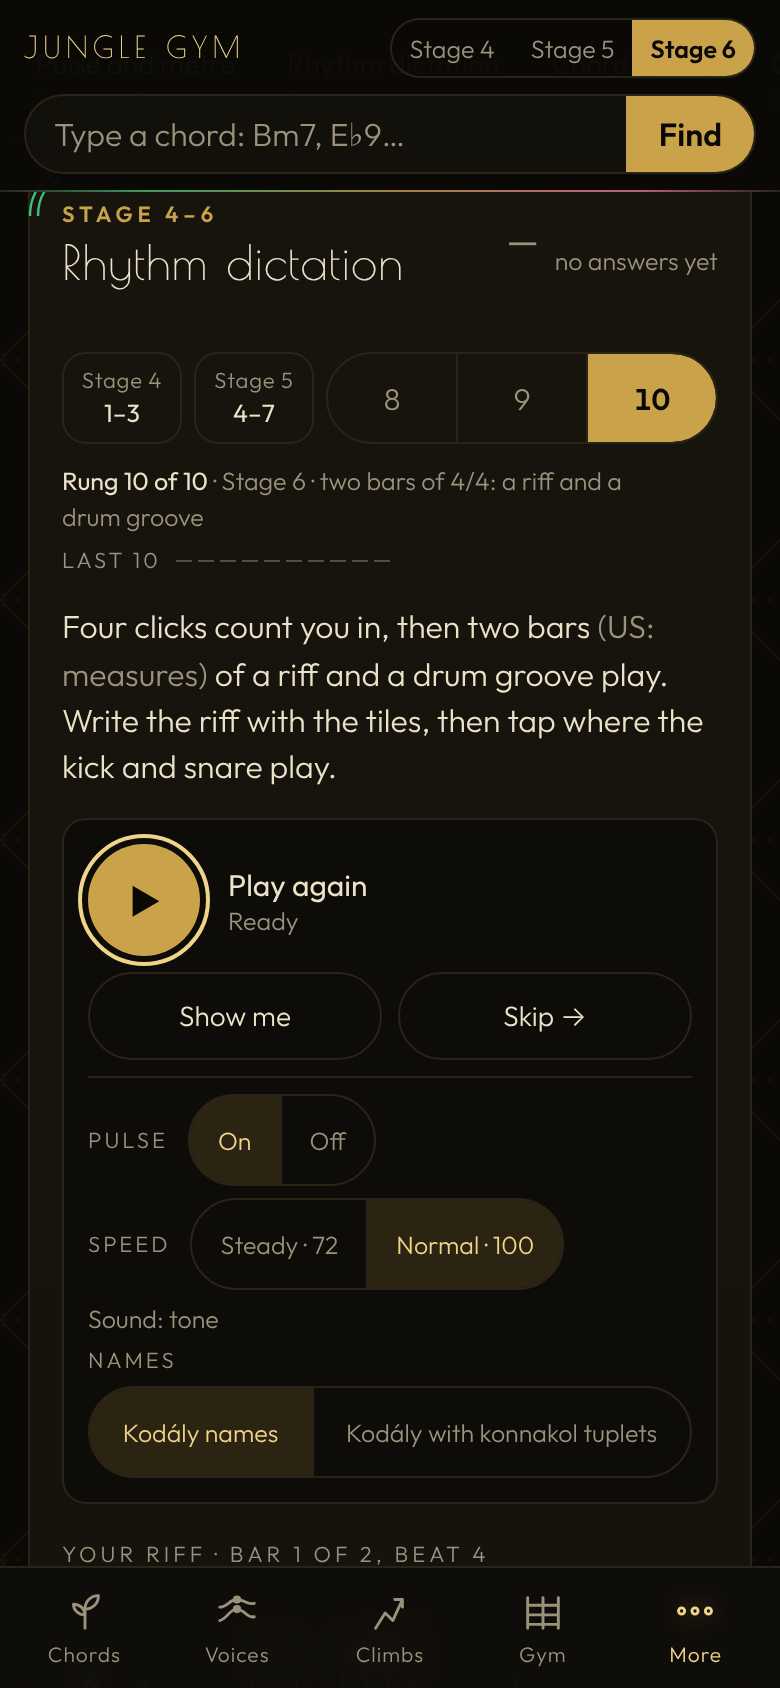 JUNGLE GYM
Stage 4
Stage 5
Stage 6
Pulse and metre
Rhythm dictation
Chord
Type a chord: Bm7, E♭9...
Find
STAGE 4–6
Rhythm dictation
— no answers yet
Stage 4
1–3
Stage 5
4–7
8
9
10
Rung 10 of 10 · Stage 6 · two bars of 4/4: a riff and a
drum groove
LAST 10 — — — — — — — — — —
Four clicks count you in, then two bars (US:
measures) of a riff and a drum groove play.
Write the riff with the tiles, then tap where the
kick and snare play.
Play again
Ready
Show me
Skip →
PULSE
On
Off
SPEED
Steady · 72
Normal · 100
Sound: tone
NAMES
Kodály names
Kodály with konnakol tuplets
YOUR RIFF · BAR 1 OF 2, BEAT 4
Chords
Voices
Climbs
Gym
More